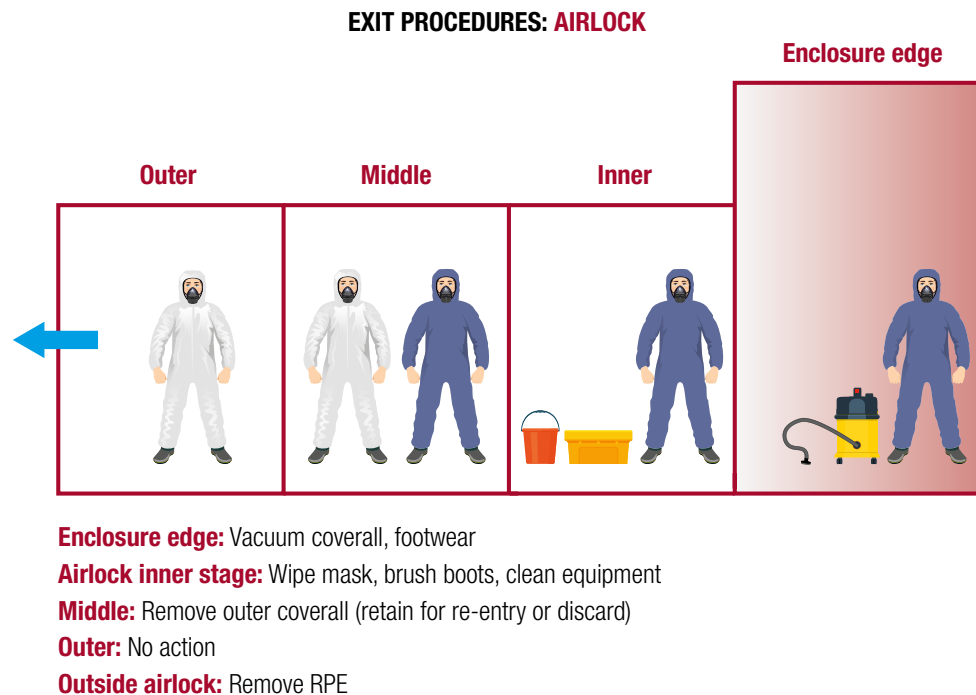 EXIT PROCEDURES: AIRLOCK
Enclosure edge
Outer
Middle
Inner
Enclosure edge: Vacuum coverall, footwear
Airlock inner stage: Wipe mask, brush boots, clean equipment
Middle: Remove outer coverall (retain for re-entry or discard)
Outer: No action
Outside airlock: Remove RPE